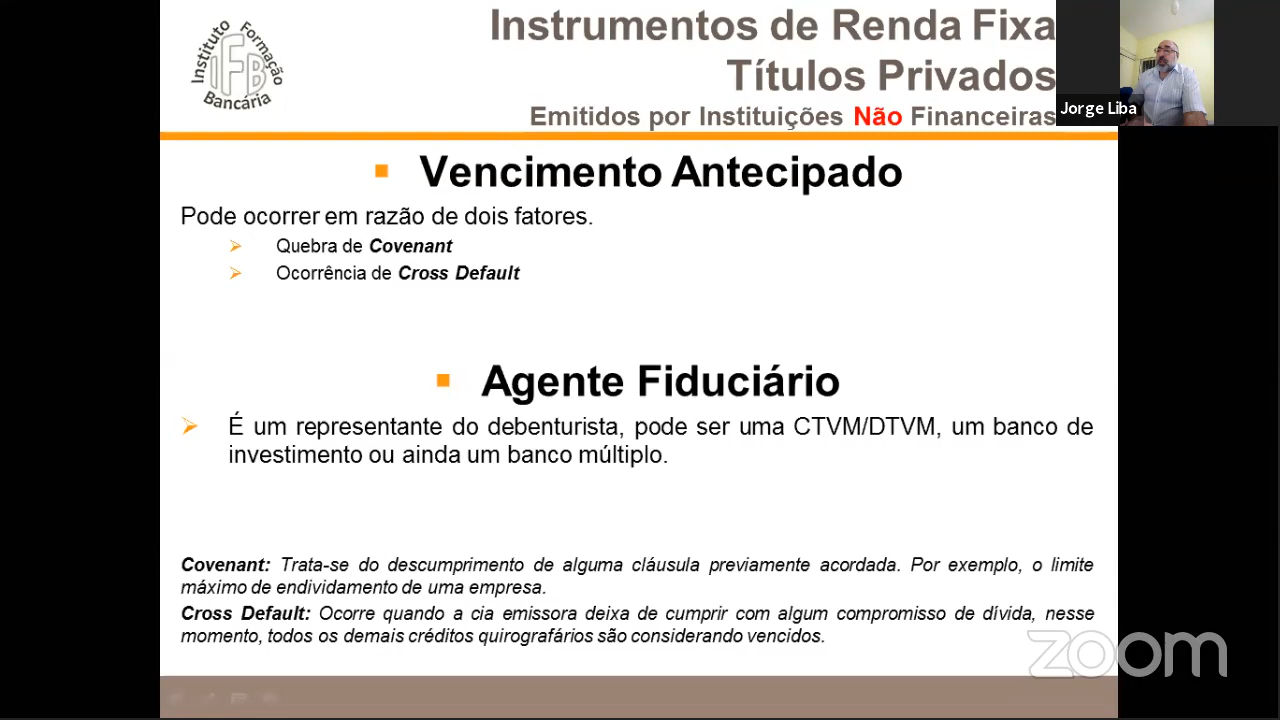 Instituto Formação
IFB
Bancária
Instrumentos de Renda Fixa
Títulos Privados
Emitidos por Instituições Não Financeiras
Jorge Liba
Vencimento Antecipado
Pode ocorrer em razão de dois fatores.
Quebra de Covenant
Ocorrência de Cross Default
Agente Fiduciário
É um representante do debenturista, pode ser uma CTVM/DTVM, um banco de
investimento ou ainda um banco múltiplo.
Covenant: Trata-se do descumprimento de alguma cláusula previamente acordada. Por exemplo, o limite
máximo de endividamento de uma empresa.
Cross Default: Ocorre quando a cia emissora deixa de cumprir com algum compromisso de dívida, nesse
momento, todos os demais créditos quirografários são considerando vencidos.
zoom